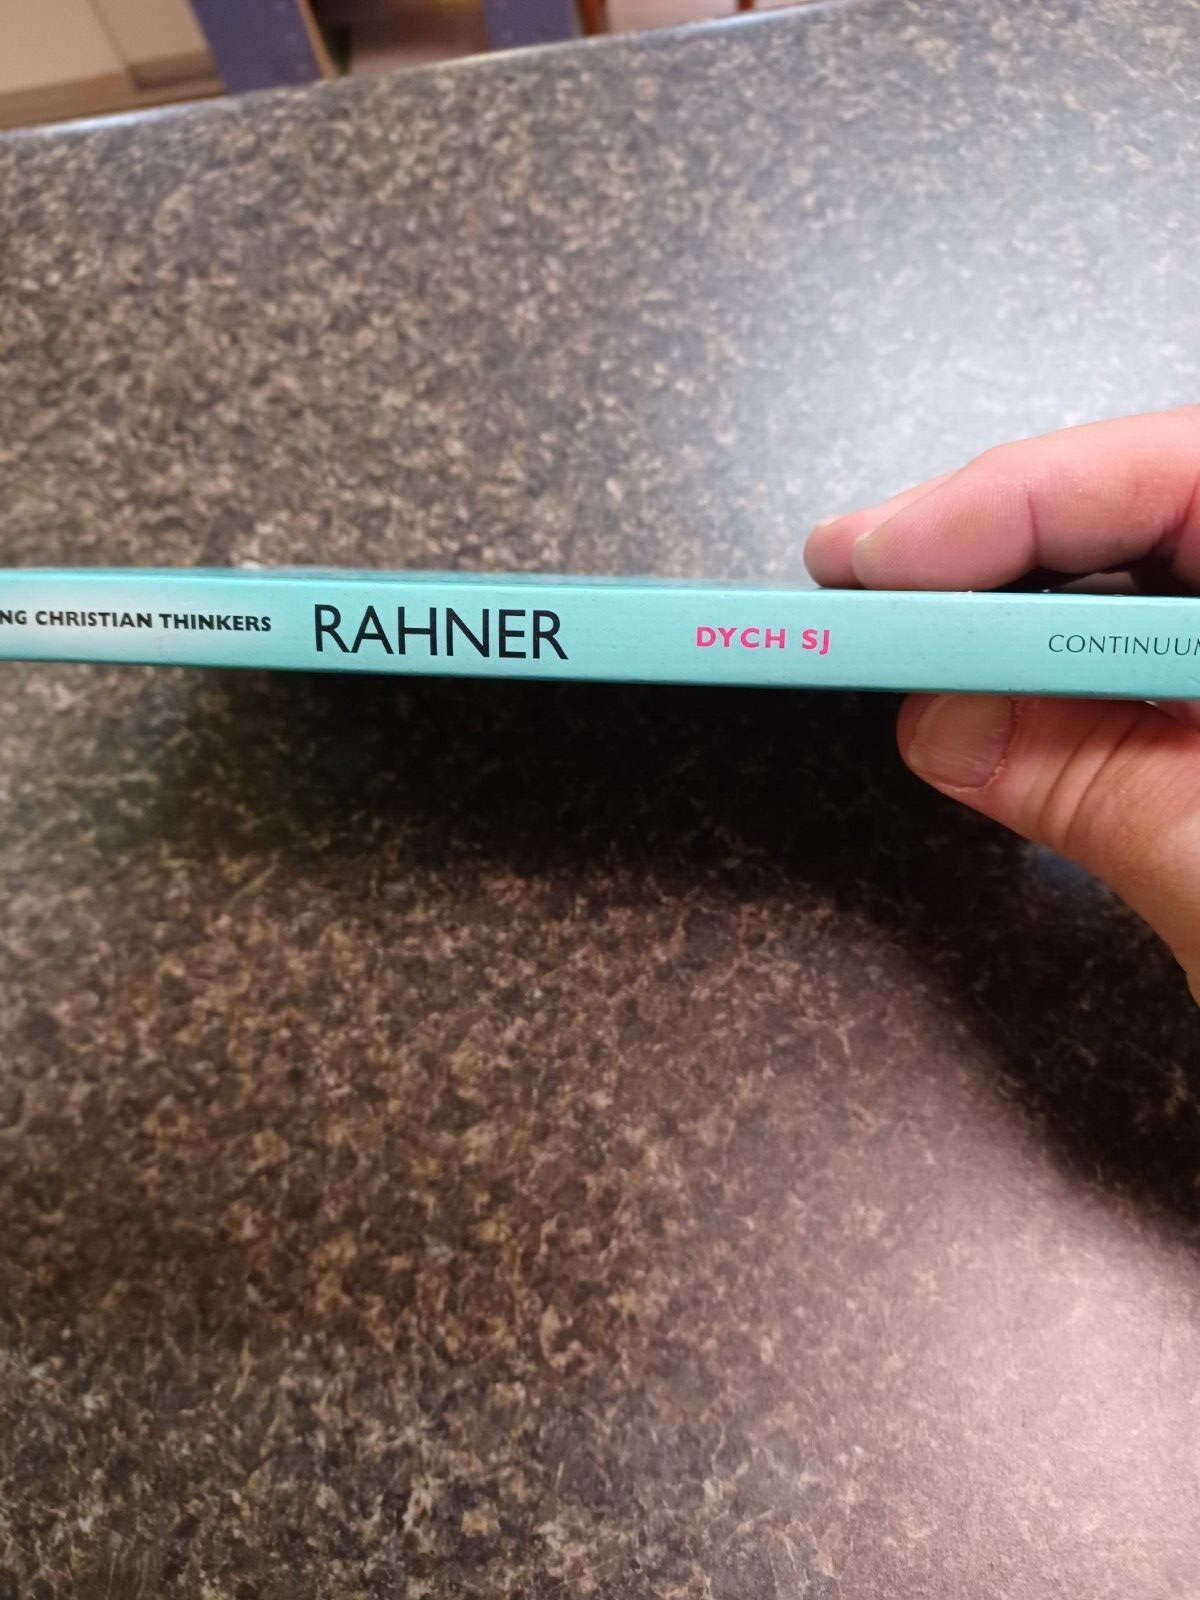 NG CHRISTIAN THINKERS RAHNER DYCH SJ CONTINUUM